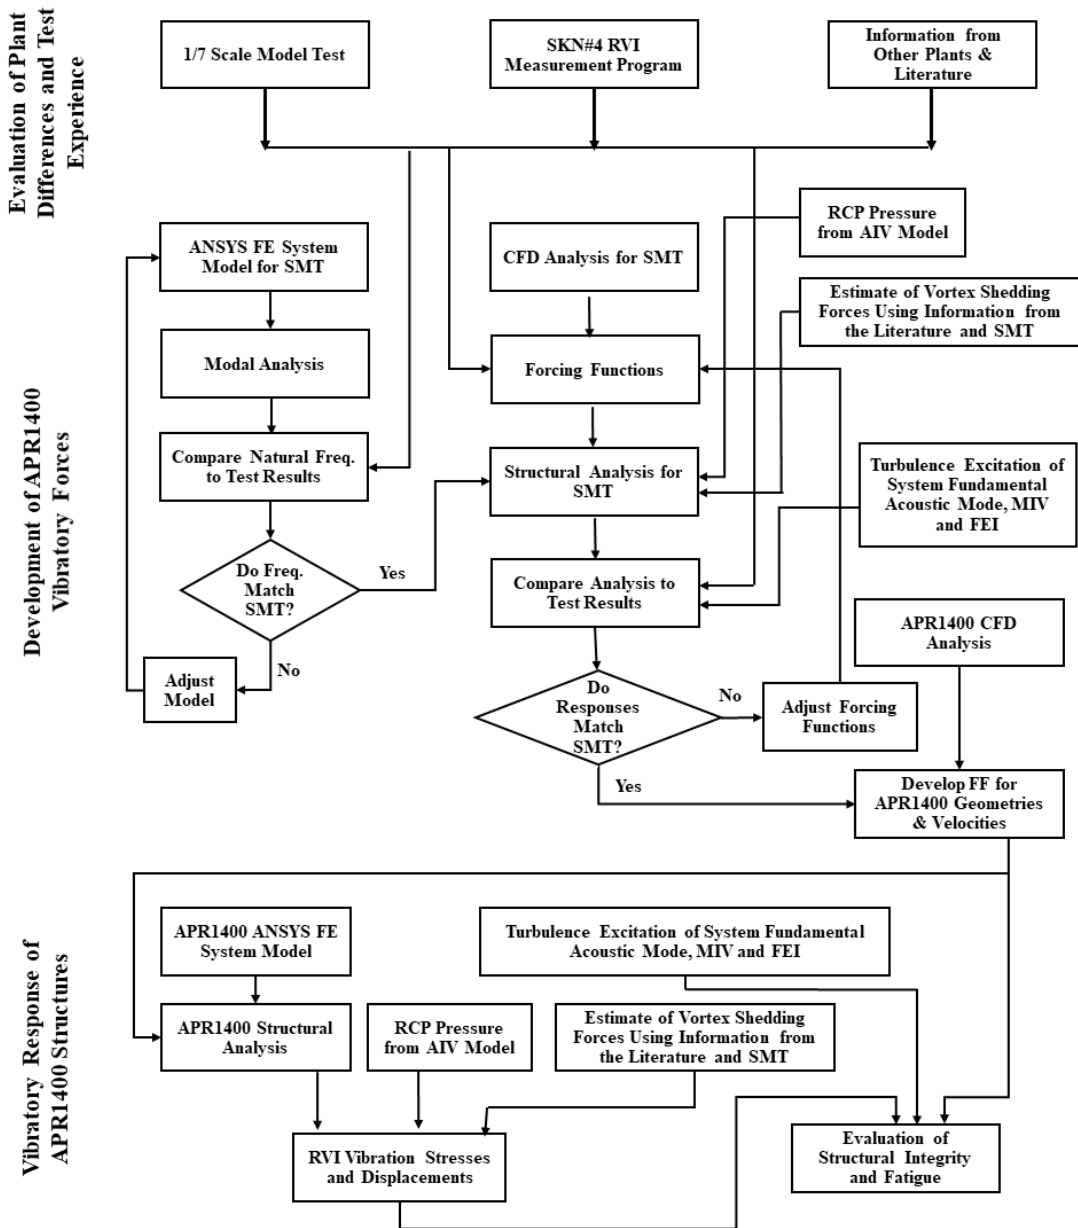 Evaluation of Plant
Differences and Test
Experience
1/7 Scale Model Test
SKN#4 RVI
Measurement Program
Information from
Other Plants &
Literature
Development of APR1400
Vibratory Forces
ANSYS FE System
Model for SMT
CFD Analysis for SMT
RCP Pressure
from AIV Model
Estimate of Vortex Shedding
Forces Using Information from
the Literature and SMT
Modal Analysis
Forcing Functions
Compare Natural Freq.
to Test Results
Structural Analysis for
SMT
Turbulence Excitation of
System Fundamental
Acoustic Mode, MIV
and FEI
Do Freq.
Match
SMT?
Yes
Compare Analysis to
Test Results
APR1400 CFD
Analysis
No
Adjust
Model
Do
Responses
Match
SMT?
No
Adjust Forcing
Functions
Yes
Develop FF for
APR1400 Geometries
& Velocities
Vibratory Response of
APR1400 Structures
APR1400 ANSYS FE
System Model
Turbulence Excitation of System Fundamental
Acoustic Mode, MIV and FEI
APR1400 Structural
Analysis
RCP Pressure
from AIV Model
Estimate of Vortex Shedding
Forces Using Information from
the Literature and SMT
RVI Vibration Stresses
and Displacements
Evaluation of
Structural Integrity
and Fatigue